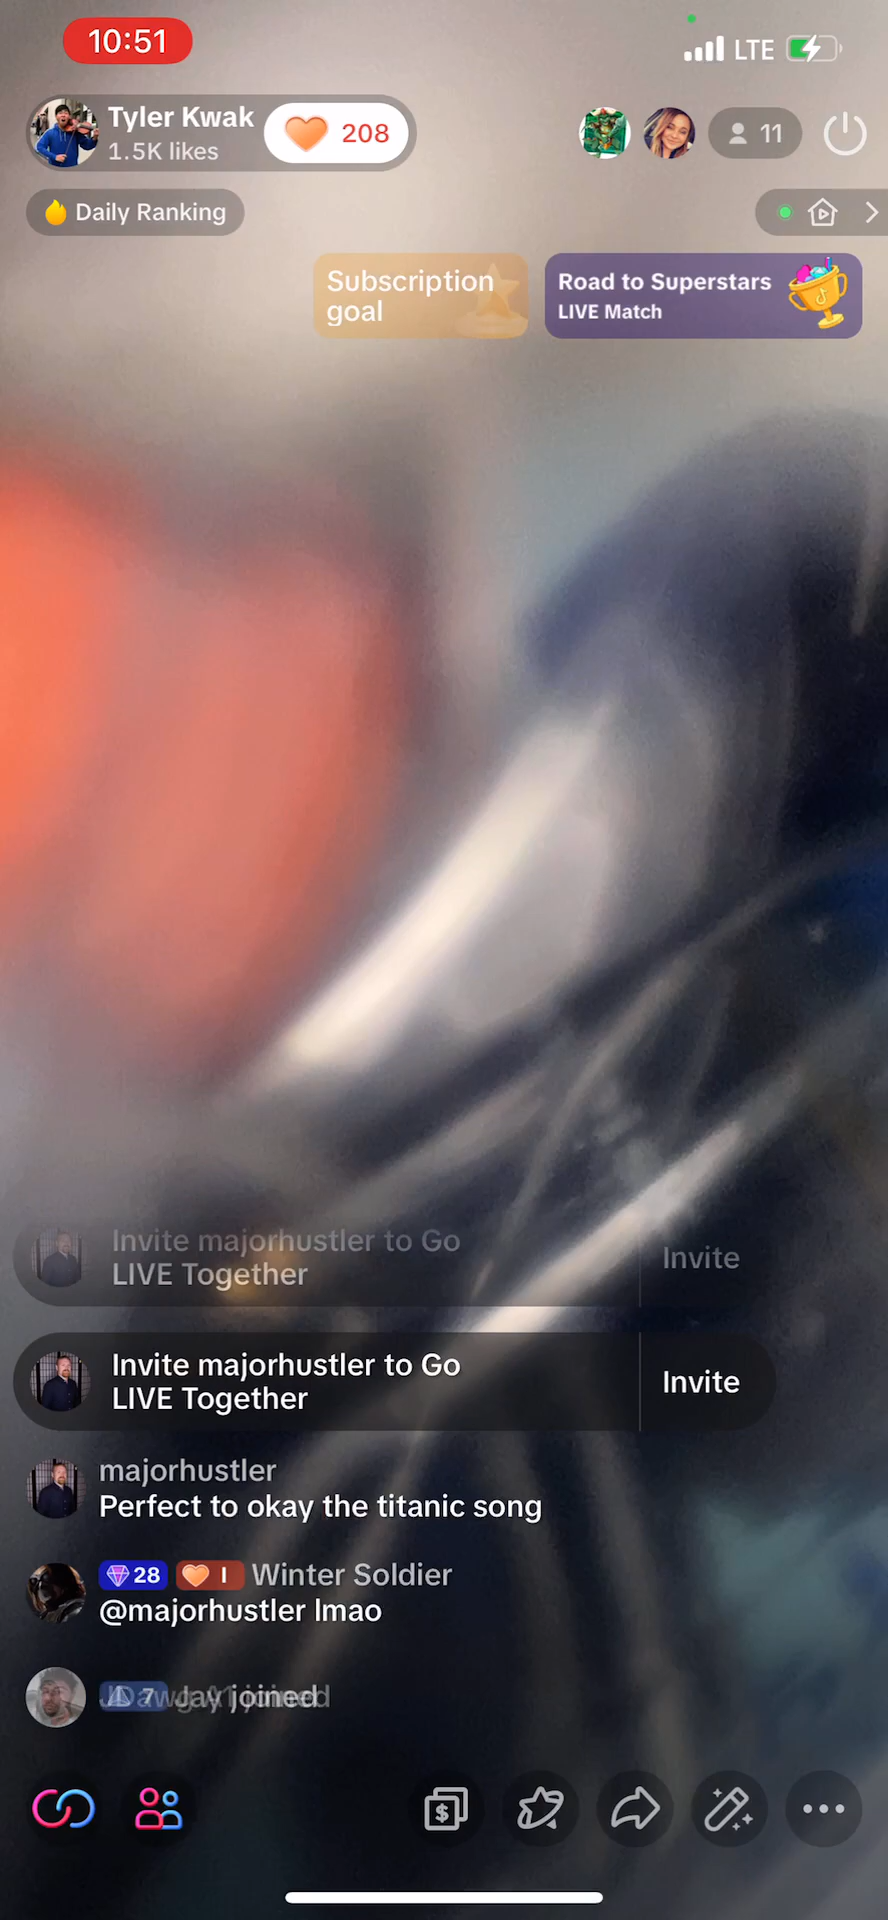 10:51
LTE
Tyler Kwak
1.5K likes
208
11
Daily Ranking
Subscription
goal
Road to Superstars
LIVE Match
Invite majorhustler to Go
LIVE Together
Invite
Invite majorhustler to Go
LIVE Together
Invite
majorhustler
Perfect to okay the titanic song
28 I Winter Soldier
@majorhustler lmao
7 Jay joined